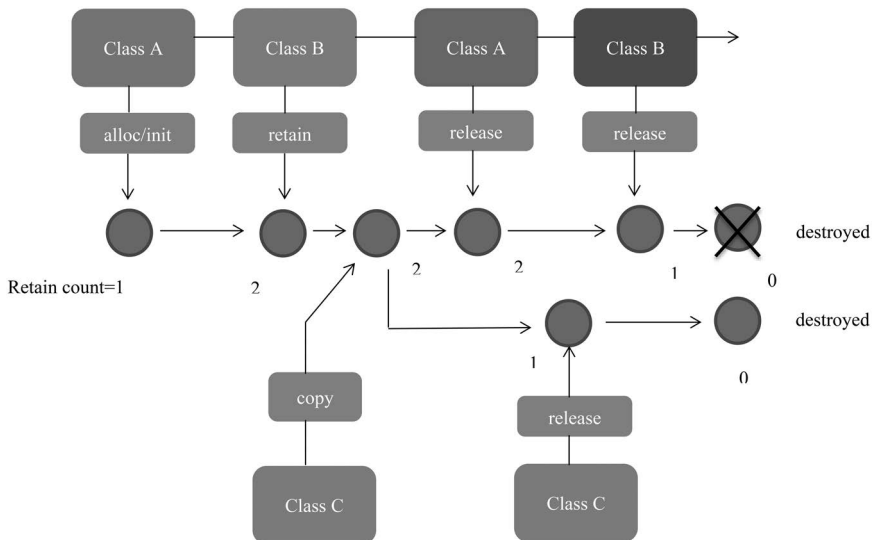 Class A
Class B
Class A
Class B
alloc/init
retain
release
release
destroyed
Retain count=1
2
2
2
1
0
destroyed
1
0
copy
release
Class C
Class C